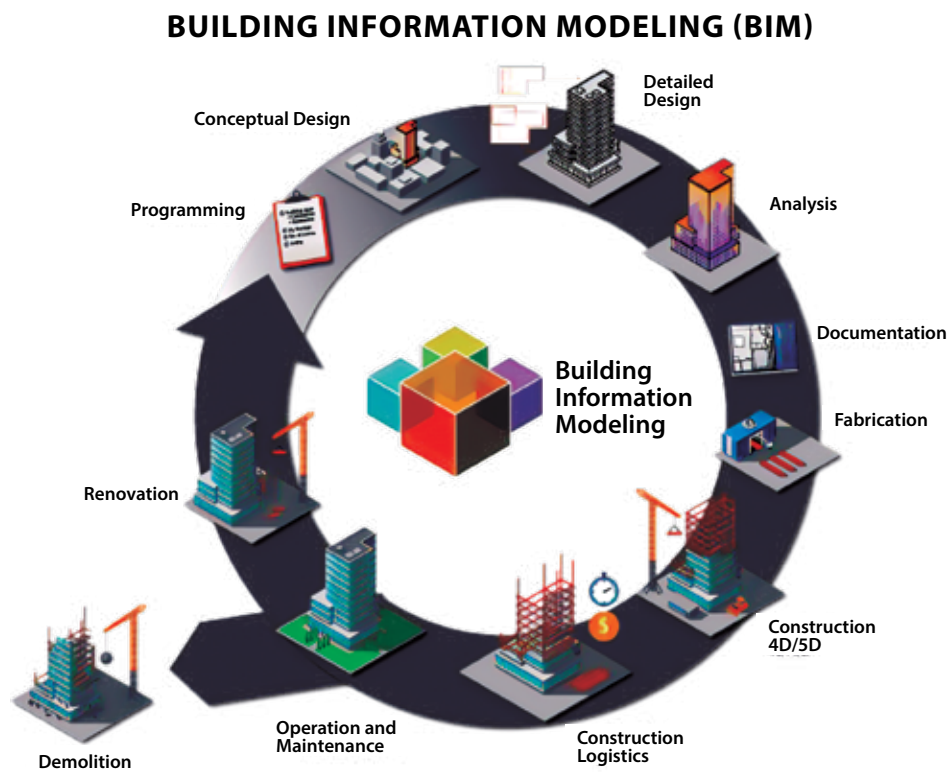 BUILDING INFORMATION MODELING (BIM)
Detailed
Design
Conceptual Design
Analysis
Programming
Documentation
Building
Information
Modeling
Fabrication
Renovation
Construction
4D/5D
Operation and
Maintenance
Construction
Logistics
Demolition
$